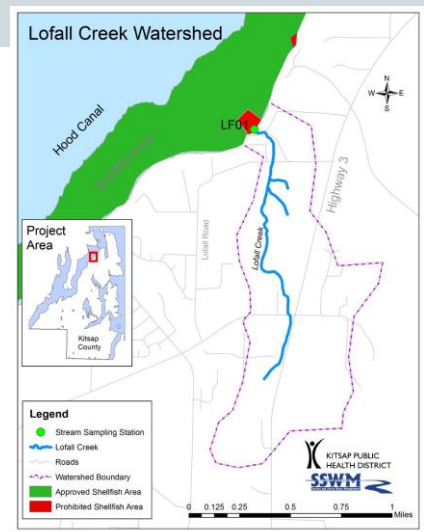 Lofall Creek Watershed
N
W
E
S
Hood Canal
LF01
Highway 3
Lofall Road
Lofall Creek
Project
Area
Kitsap
County
Legend
Stream Sampling Station
Lofall Creek
Roads
Watershed Boundary
Approved Shellfish Area
Prohibited Shellfish Area
KITSAP PUBLIC
HEALTH DISTRICT
SSWM
0 0.125 0.25 0.5 0.75 1
Miles